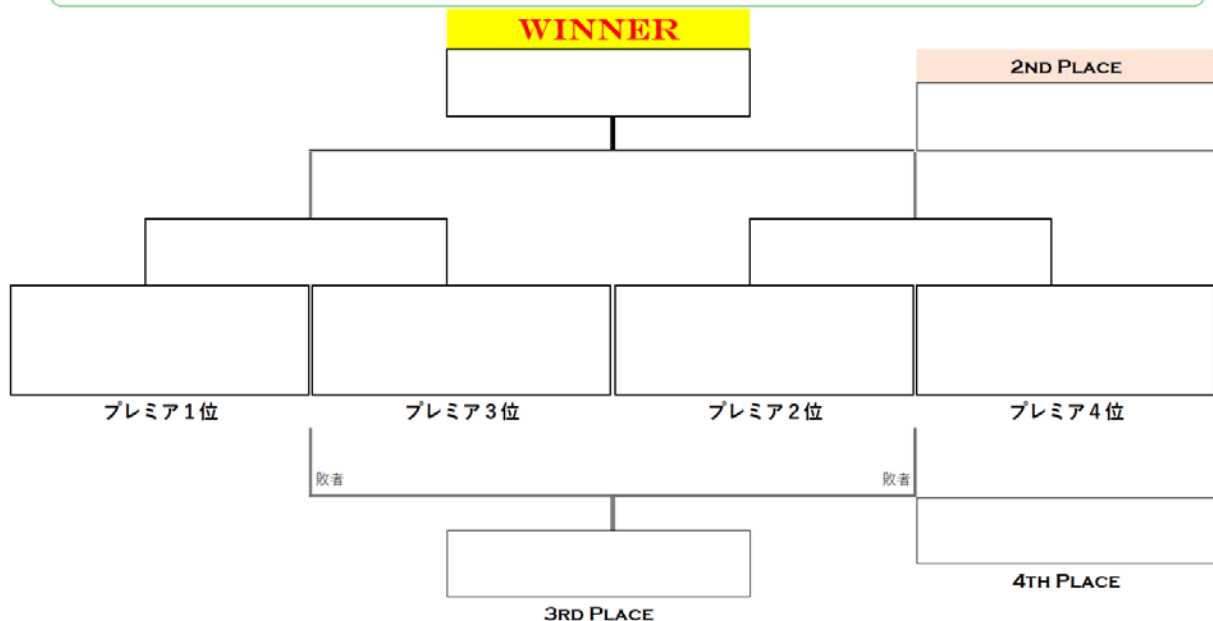 WINNER
2ND PLACE
プレミア1位
プレミア3位
プレミア2位
プレミア4位
敗者
敗者
3RD PLACE
4TH PLACE